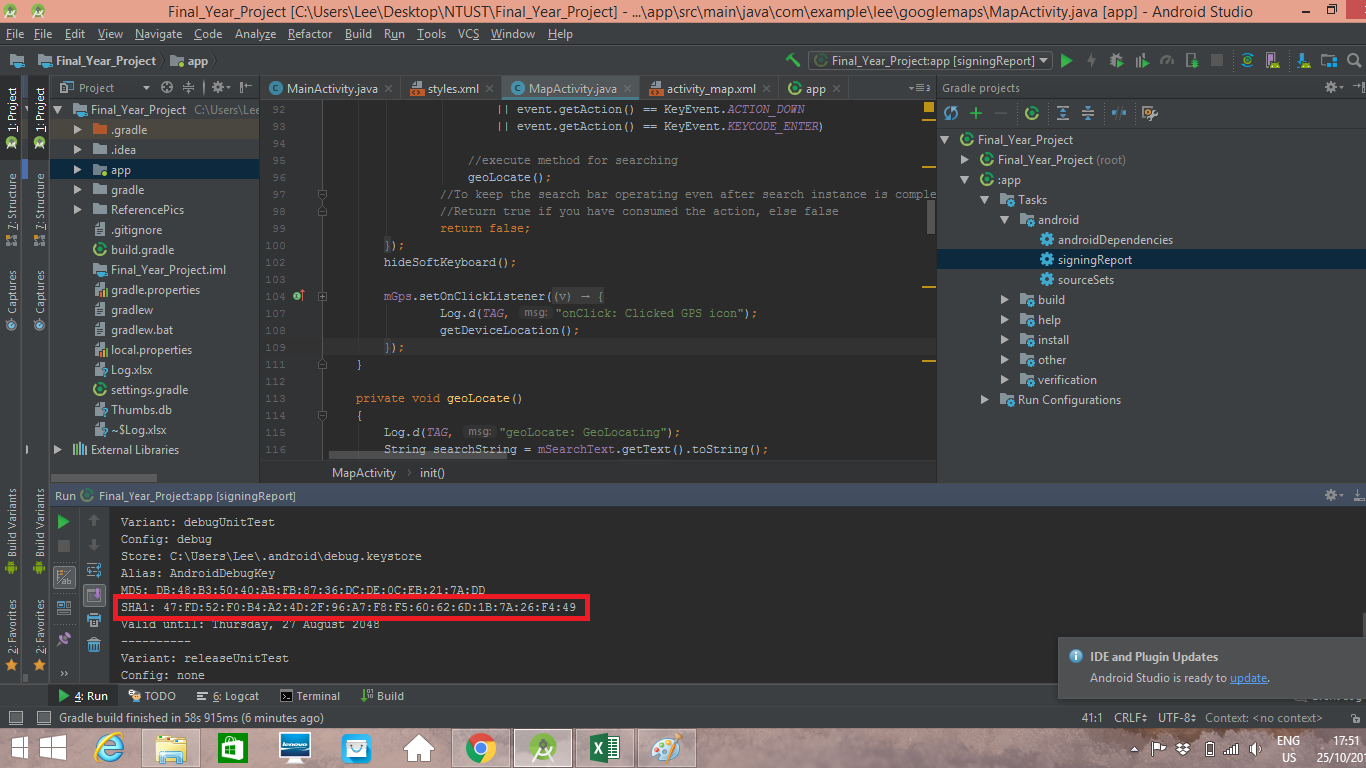 Final_Year_Project [C:\Users\Lee\Desktop\NTUST\Final_Year_Project] - ...\app\src\main\java\com\example\lee\googlemaps\MapActivity.java [app] - Android Studio
File File Edit View Navigate Code Analyze Refactor Build Run Tools VCS Window Help
Final_Year_Project app
Final_Year_Project:app [signingReport]
1: Project
1: Project
7: Structure
7: Structure
Captures
Captures
Build Variants
Build Variants
2: Favorites
2: Favorites
Project
Final_Year_Project C:\Users\Lee
.gradle
.idea
app
gradle
ReferencePics
.gitignore
build.gradle
Final_Year_Project.iml
gradle.properties
gradlew
gradlew.bat
local.properties
Log.xlsx
settings.gradle
Thumbs.db
~$Log.xlsx
External Libraries
MainActivity.java styles.xml MapActivity.java activity_map.xml app
92 || event.getAction() == KeyEvent.ACTION_DOWN
93 || event.getAction() == KeyEvent.KEYCODE_ENTER)
94
95 //execute method for searching
96 geoLocate();
97 //To keep the search bar operating even after search instance is comple
98 //Return true if you have consumed the action, else false
99 return false;
100 });
102 hideSoftKeyboard();
103
104 mGps.setOnClickListener((v) → {
107 Log.d(TAG, msg: "onClick: Clicked GPS icon");
108 getDeviceLocation();
109 });
111 }
112
113 private void geoLocate()
114 {
115 Log.d(TAG, msg: "geoLocate: GeoLocating");
116 String searchString = mSearchText.getText().toString();
MapActivity init()
Gradle projects
Final_Year_Project
Final_Year_Project (root)
:app
Tasks
android
androidDependencies
signingReport
sourceSets
build
help
install
other
verification
Run Configurations
Run Final_Year_Project:app [signingReport]
Variant: debugUnitTest
Config: debug
Store: C:\Users\Lee\.android\debug.keystore
Alias: AndroidDebugKey
MD5: DB:48:B3:50:40:AB:FB:87:36:DC:DE:0C:EB:21:7A:DD
SHA1: 47:FD:52:F0:B4:A2:4D:2F:96:A7:F8:F5:60:62:6D:1B:7A:26:F4:49
Valid until: Thursday, 27 August 2048
----------
Variant: releaseUnitTest
Config: none
IDE and Plugin Updates
Android Studio is ready to update.
4: Run TODO 6: Logcat Terminal Build
Gradle build finished in 58s 915ms (6 minutes ago)
41:1 CRLF UTF-8 Context: <no context>
lenovo
ENG
US
17:51
25/10/201